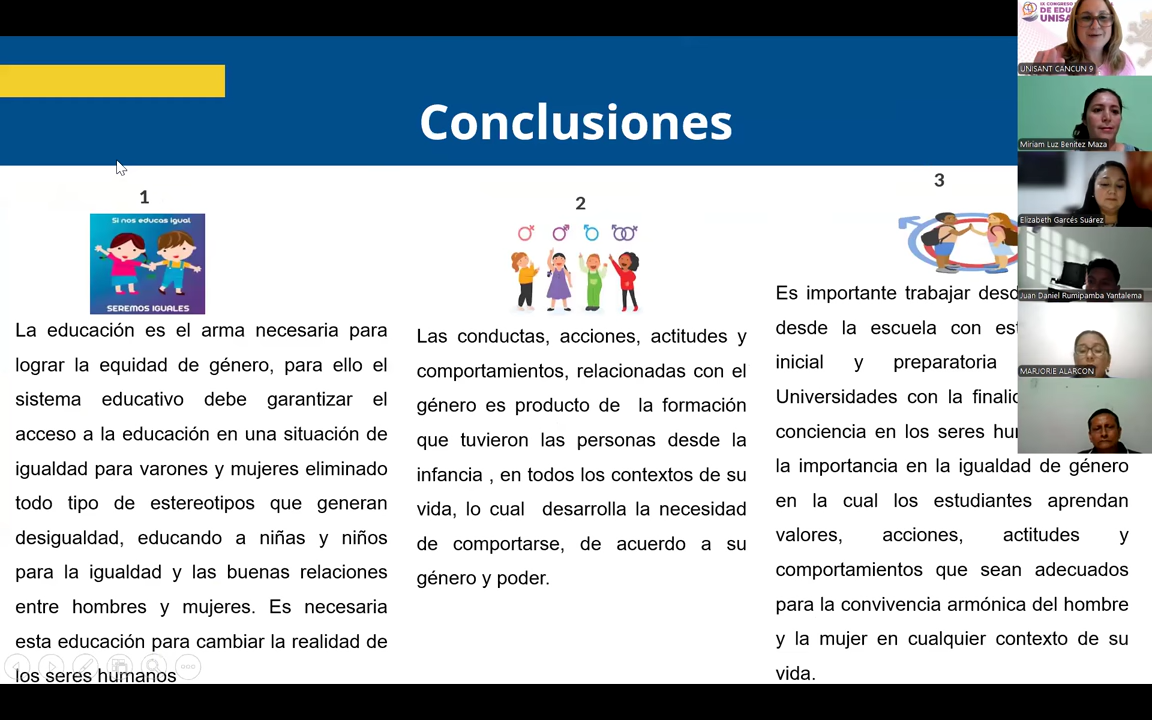 Conclusiones
1
Si nos educas igual
SEREMOS IGUALES
La educación es el arma necesaria para
lograr la equidad de género, para ello el
sistema educativo debe garantizar el
acceso a la educación en una situación de
igualdad para varones y mujeres eliminado
todo tipo de estereotipos que generan
desigualdad, educando a niñas y niños
para la igualdad y las buenas relaciones
entre hombres y mujeres. Es necesaria
esta educación para cambiar la realidad de
los seres humanos
2
Las conductas, acciones, actitudes y
comportamientos, relacionadas con el
género es producto de la formación
que tuvieron las personas desde la
infancia , en todos los contextos de su
vida, lo cual desarrolla la necesidad
de comportarse, de acuerdo a su
género y poder.
3
Es importante trabajar
desde la escuela con
inicial y preparatoria
Universidades con la
conciencia en los seres
la importancia en la igualdad de género
en la cual los estudiantes aprendan
valores, acciones, actitudes y
comportamientos que sean adecuados
para la convivencia armónica del hombre
y la mujer en cualquier contexto de su
vida.
IX CONGRESO
DE EDU
UNISA
UNISANT CANCUN 9
Miriam Luz Benitez Maza
Elizabeth Garcés Suárez
Juan Daniel Rumipamba Yantalema
MARJORIE ALARCON